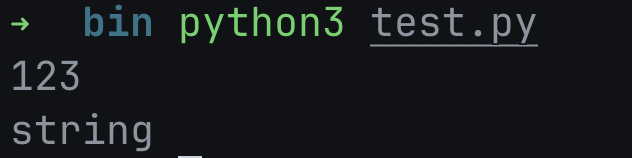 → bin python3 test.py
123
string